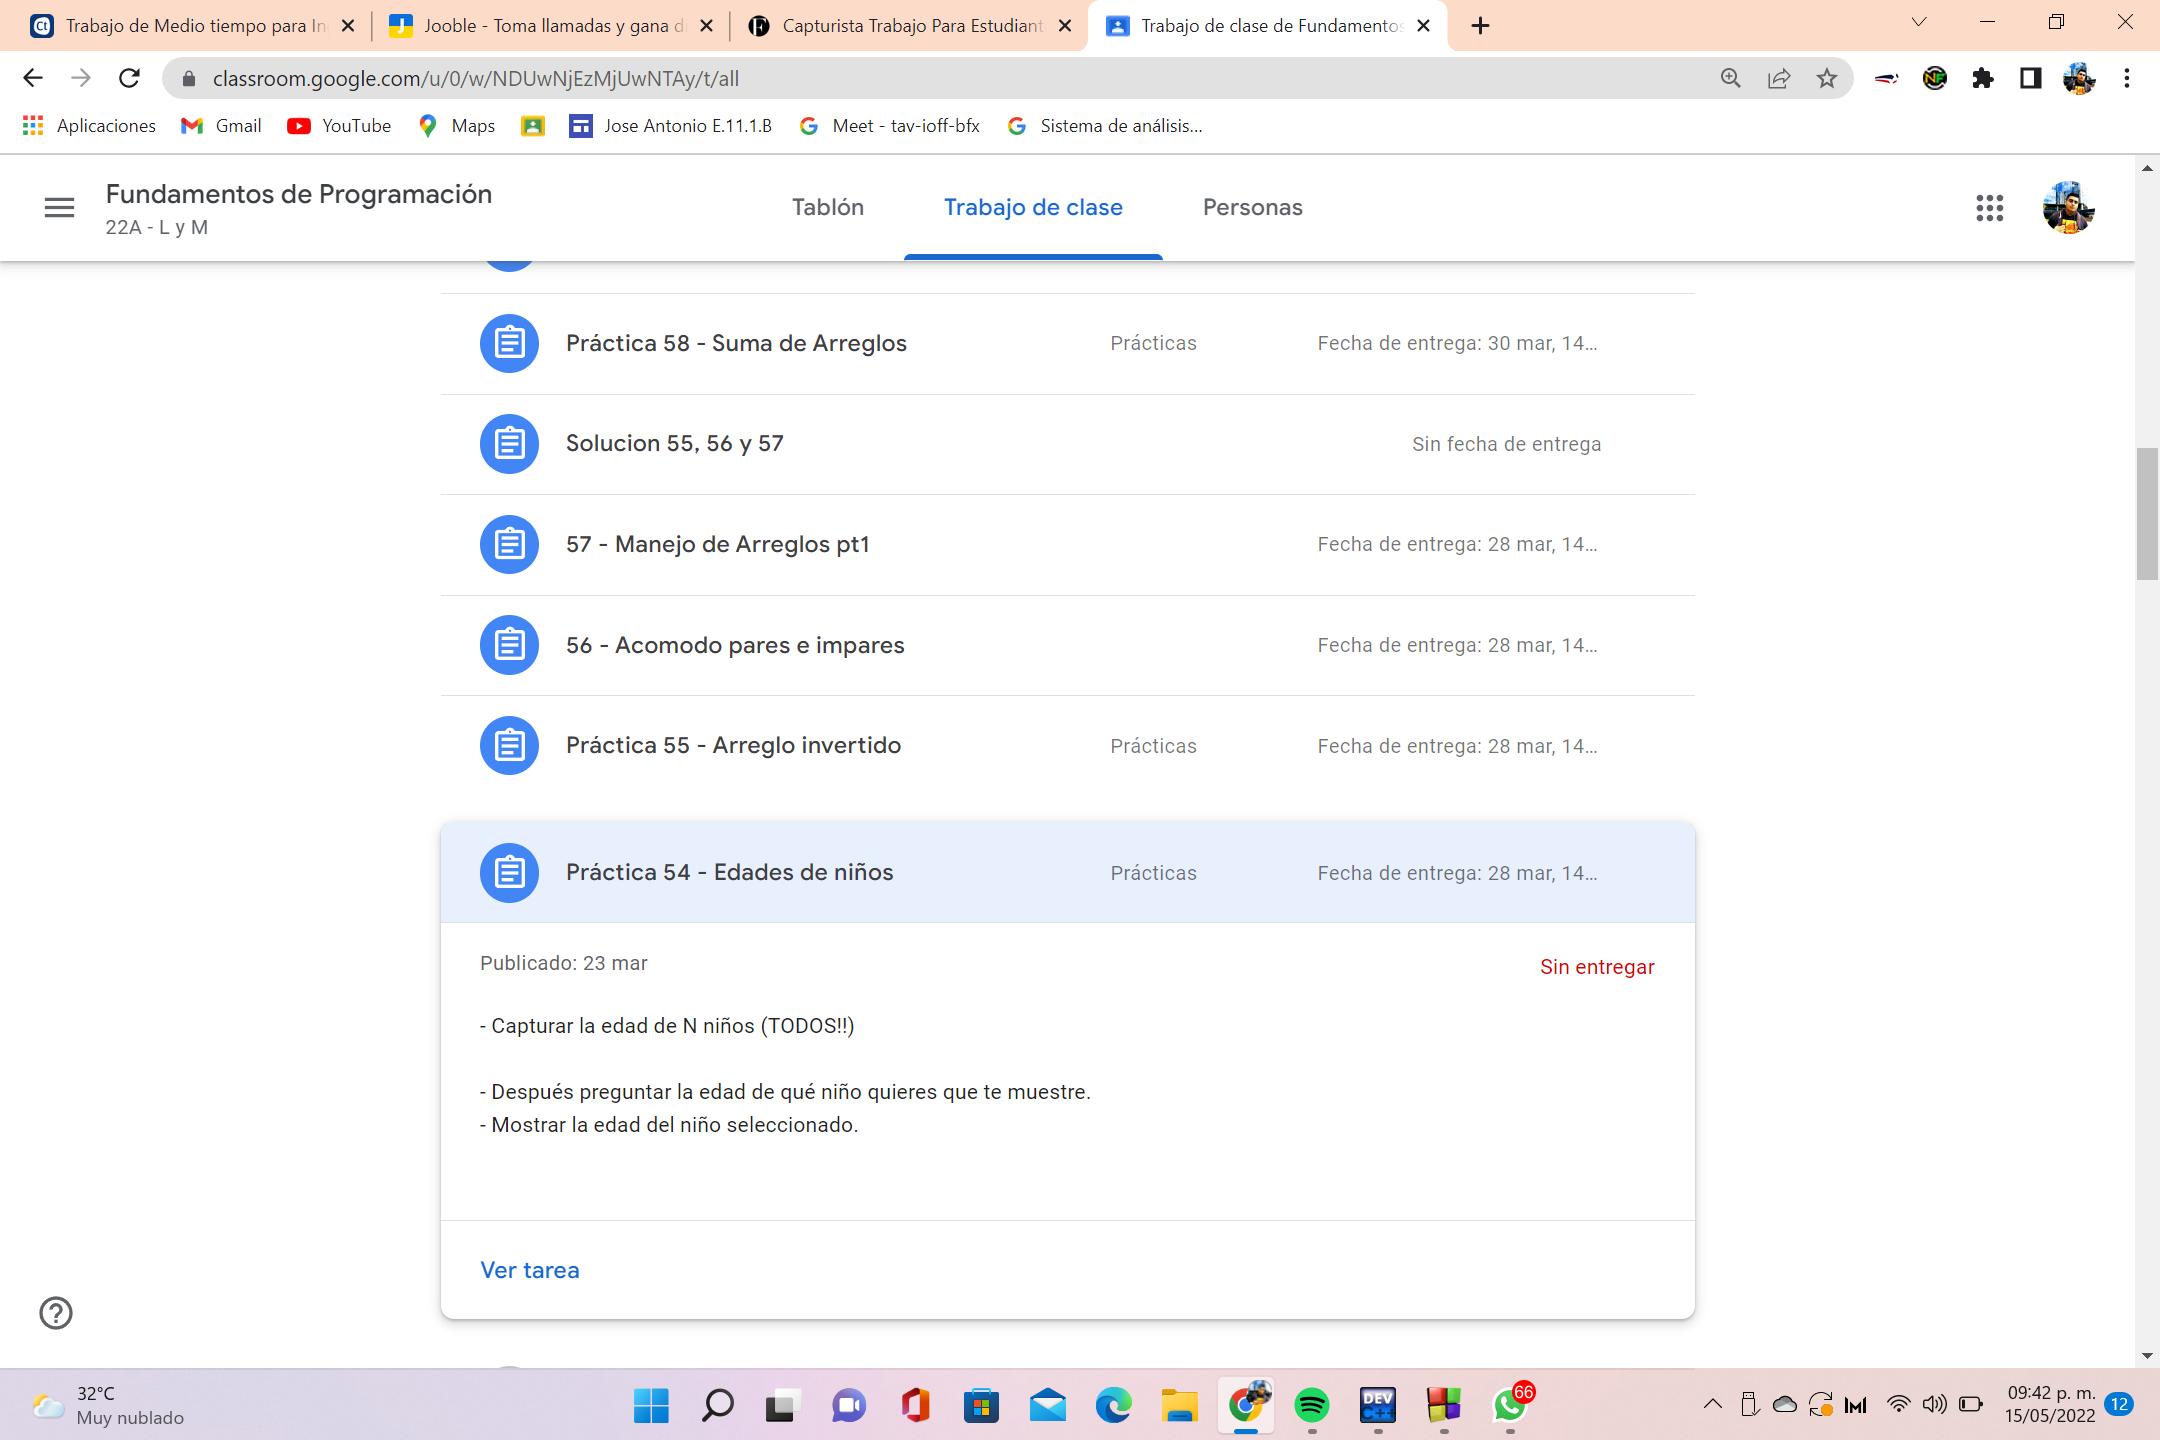 Trabajo de Medio tiempo para In
Jooble - Toma llamadas y gana di
Capturista Trabajo Para Estudiant
Trabajo de clase de Fundamentos
classroom.google.com/u/0/w/NDUwNjEzMjUwNTAy/t/all
Aplicaciones
Gmail
YouTube
Maps
Jose Antonio E.11.1.B
Meet - tav-ioff-bfx
Sistema de análisis...
Fundamentos de Programación
22A - L y M
Tablón
Trabajo de clase
Personas
Práctica 58 - Suma de Arreglos
Prácticas
Fecha de entrega: 30 mar, 14...
Solucion 55, 56 y 57
Sin fecha de entrega
57 - Manejo de Arreglos pt1
Fecha de entrega: 28 mar, 14...
56 - Acomodo pares e impares
Fecha de entrega: 28 mar, 14...
Práctica 55 - Arreglo invertido
Prácticas
Fecha de entrega: 28 mar, 14...
Práctica 54 - Edades de niños
Prácticas
Fecha de entrega: 28 mar, 14...
Publicado: 23 mar
Sin entregar
- Capturar la edad de N niños (TODOS!!)
- Después preguntar la edad de qué niño quieres que te muestre.
- Mostrar la edad del niño seleccionado.
Ver tarea
32°C
Muy nublado
DEV
C++
66
09:42 p. m.
15/05/2022
12